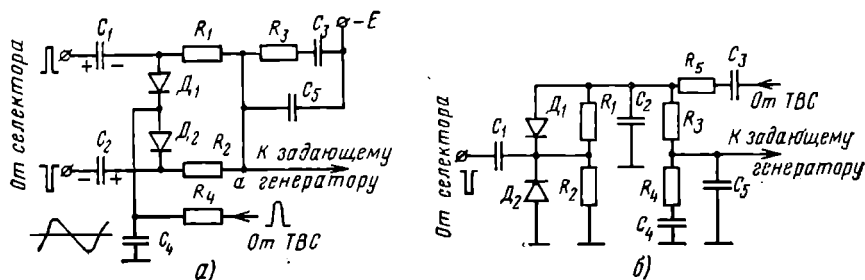 От селектора
C₁
+ −
R₁
R₃
C₃
−E
Д₁
C₅
Д₂
C₂
− +
R₂
a
К задающему
генератору
R₄
От ТВС
C₄
а)
От селектора
C₁
Д₁
R₁
C₂
R₅
C₃
От ТВС
R₃
К задающему
генератору
Д₂
R₂
R₄
C₄
C₅
б)